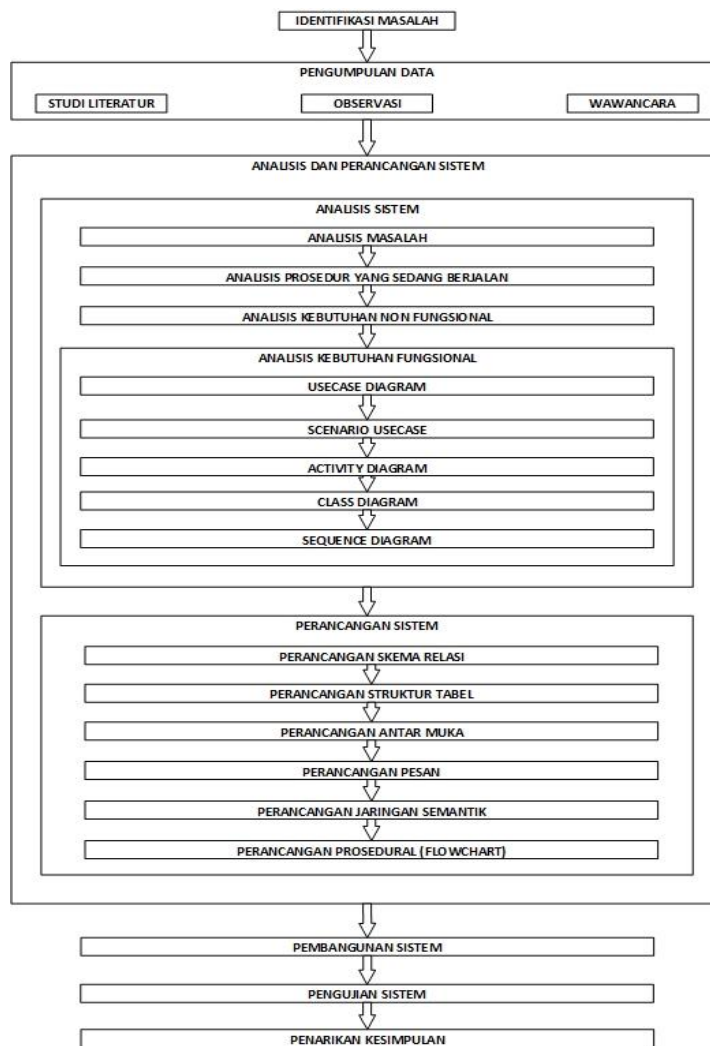 IDENTIFIKASI MASALAH
PENGUMPULAN DATA
STUDI LITERATUR
OBSERVASI
WAWANCARA
ANALISIS DAN PERANCANGAN SISTEM
ANALISIS SISTEM
ANALISIS MASALAH
ANALISIS PROSEDUR YANG SEDANG BERJALAN
ANALISIS KEBUTUHAN NON FUNGSIONAL
ANALISIS KEBUTUHAN FUNGSIONAL
USECASE DIAGRAM
SCENARIO USECASE
ACTIVITY DIAGRAM
CLASS DIAGRAM
SEQUENCE DIAGRAM
PERANCANGAN SISTEM
PERANCANGAN SKEMA RELASI
PERANCANGAN STRUKTUR TABEL
PERANCANGAN ANTAR MUKA
PERANCANGAN PESAN
PERANCANGAN JARINGAN SEMANTIK
PERANCANGAN PROSEDURAL (FLOWCHART)
PEMBANGUNAN SISTEM
PENGUJIAN SISTEM
PENARIKAN KESIMPULAN